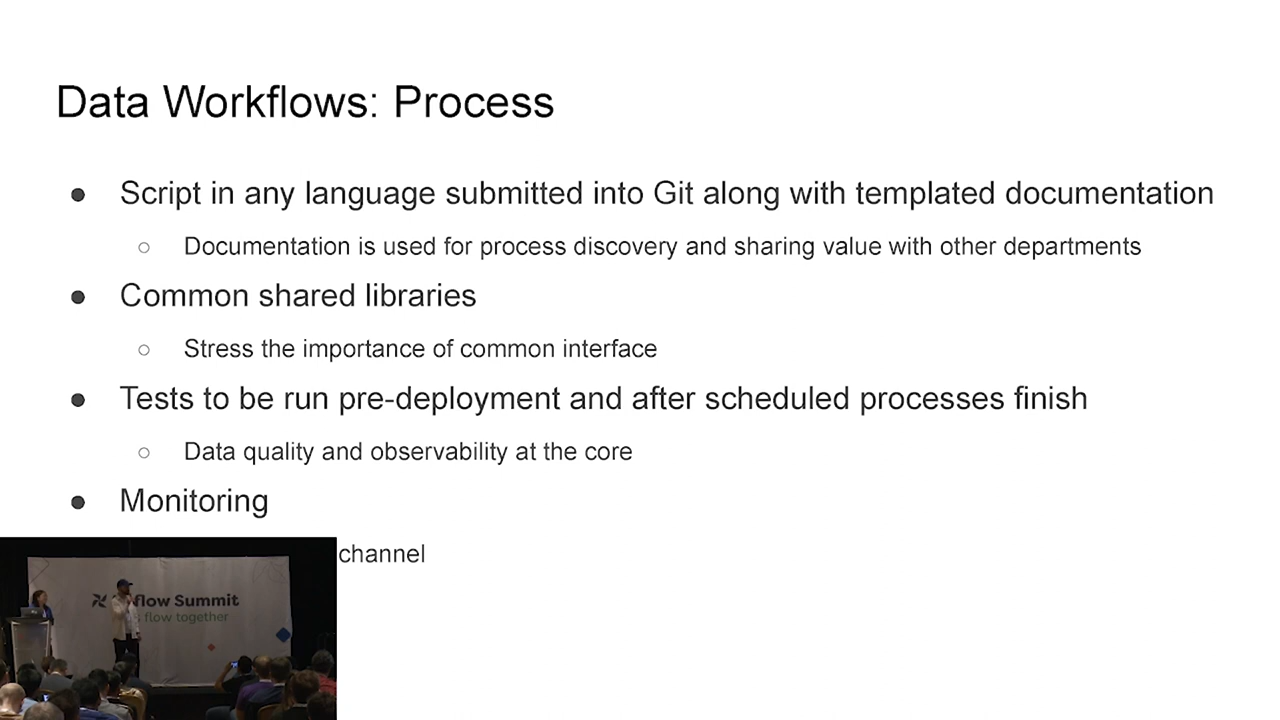 Data Workflows: Process
● Script in any language submitted into Git along with templated documentation
○ Documentation is used for process discovery and sharing value with other departments
● Common shared libraries
○ Stress the importance of common interface
● Tests to be run pre-deployment and after scheduled processes finish
○ Data quality and observability at the core
● Monitoring
channel
flow Summit
flow together